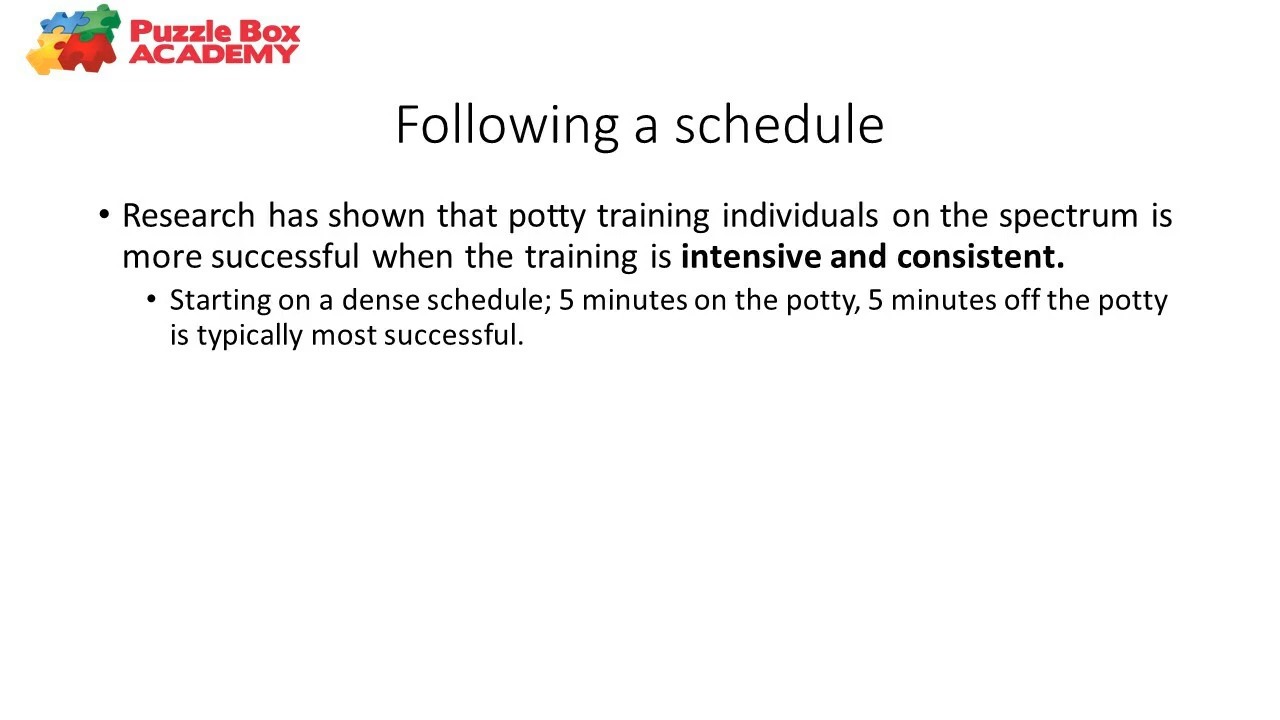 Puzzle Box
ACADEMY
Following a schedule
• Research has shown that potty training individuals on the spectrum is
more successful when the training is intensive and consistent.
• Starting on a dense schedule; 5 minutes on the potty, 5 minutes off the potty
is typically most successful.